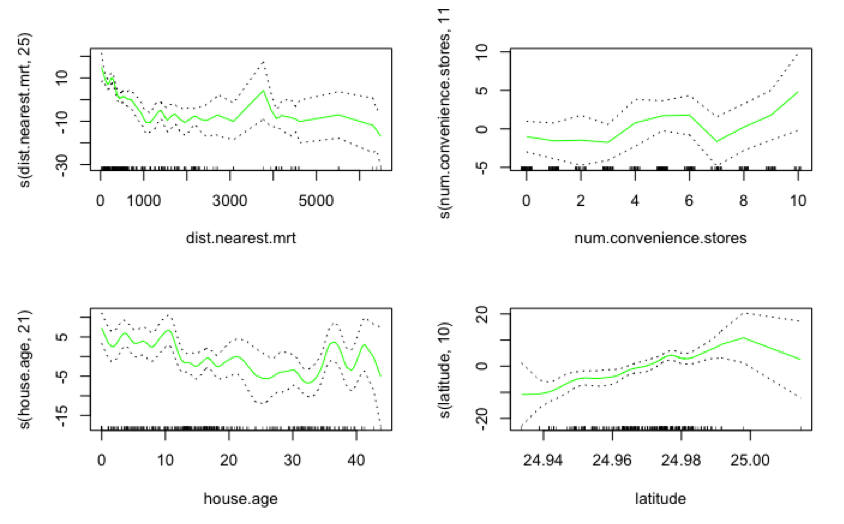 s(dist.nearest.mrt, 25)
10
-10
-30
0 1000 3000 5000
dist.nearest.mrt
s(num.convenience.stores, 11
10
5
0
-5
0 2 4 6 8 10
num.convenience.stores
s(house.age, 21)
5
-5
-15
0 10 20 30 40
house.age
s(latitude, 10)
20
0
-20
24.94 24.96 24.98 25.00
latitude